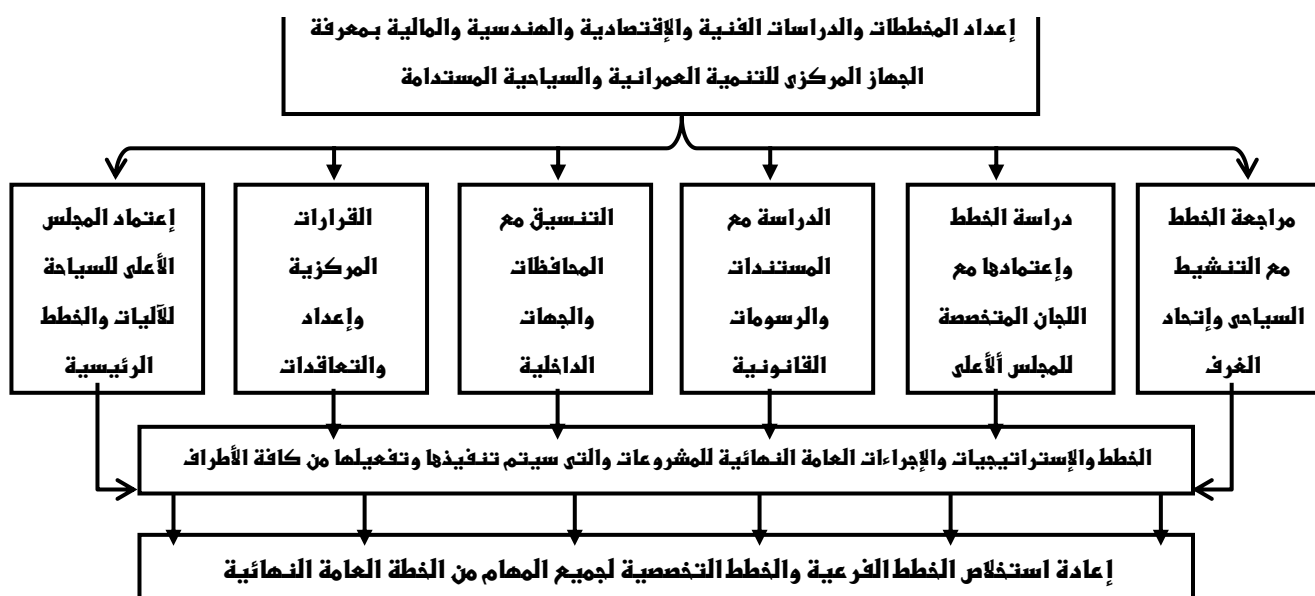 إعداد المخططات والدراسات الفنية والإقتصادية والهندسية والمالية بمعرفة
الجهاز المركزى للتنمية العمرانية والسياحية المستدامة
مراجعة الخطط
مع التنشيط
السياحى وإتحاد
الغرف
دراسة الخطط
وإعتمادها مع
اللجان المتخصصة
للمجلس ألأعلى
الدراسة مع
المستندات
والرسومات
القانونية
التنسيق مع
المحافظات
والجهات
الداخلية
القرارات
المركزية
وإعداد
والتعاقدات
إعتماد المجلس
الأعلى للسياحة
للآليات والخطط
الرئيسية
الخطط والإستراتيجيات والإجراءات العامة النهائية للمشروعات والتى سيتم تنفيذها وتفعيلها من كافة الأطراف
إعادة استخلاص الخطط الفرعية والخطط التخصصية لجميع المهام من الخطة العامة النهائية